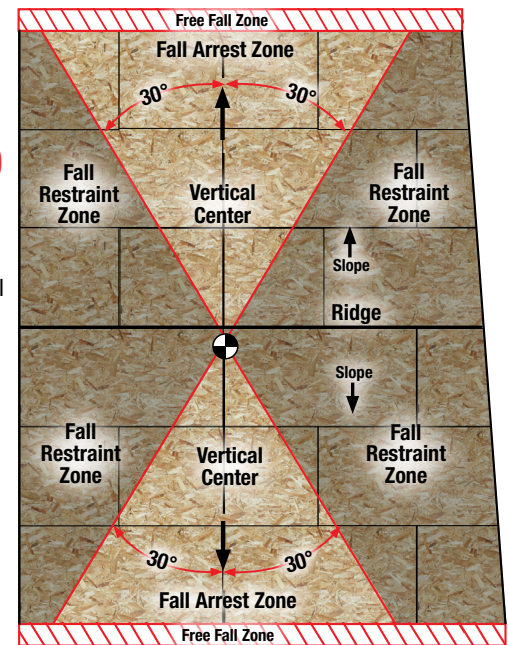 Free Fall Zone
Fall Arrest Zone
30°
30°
Fall
Restraint
Zone
Vertical
Center
Fall
Restraint
Zone
Slope
Ridge
Slope
Fall
Restraint
Zone
Vertical
Center
Fall
Restraint
Zone
30°
30°
Fall Arrest Zone
Free Fall Zone